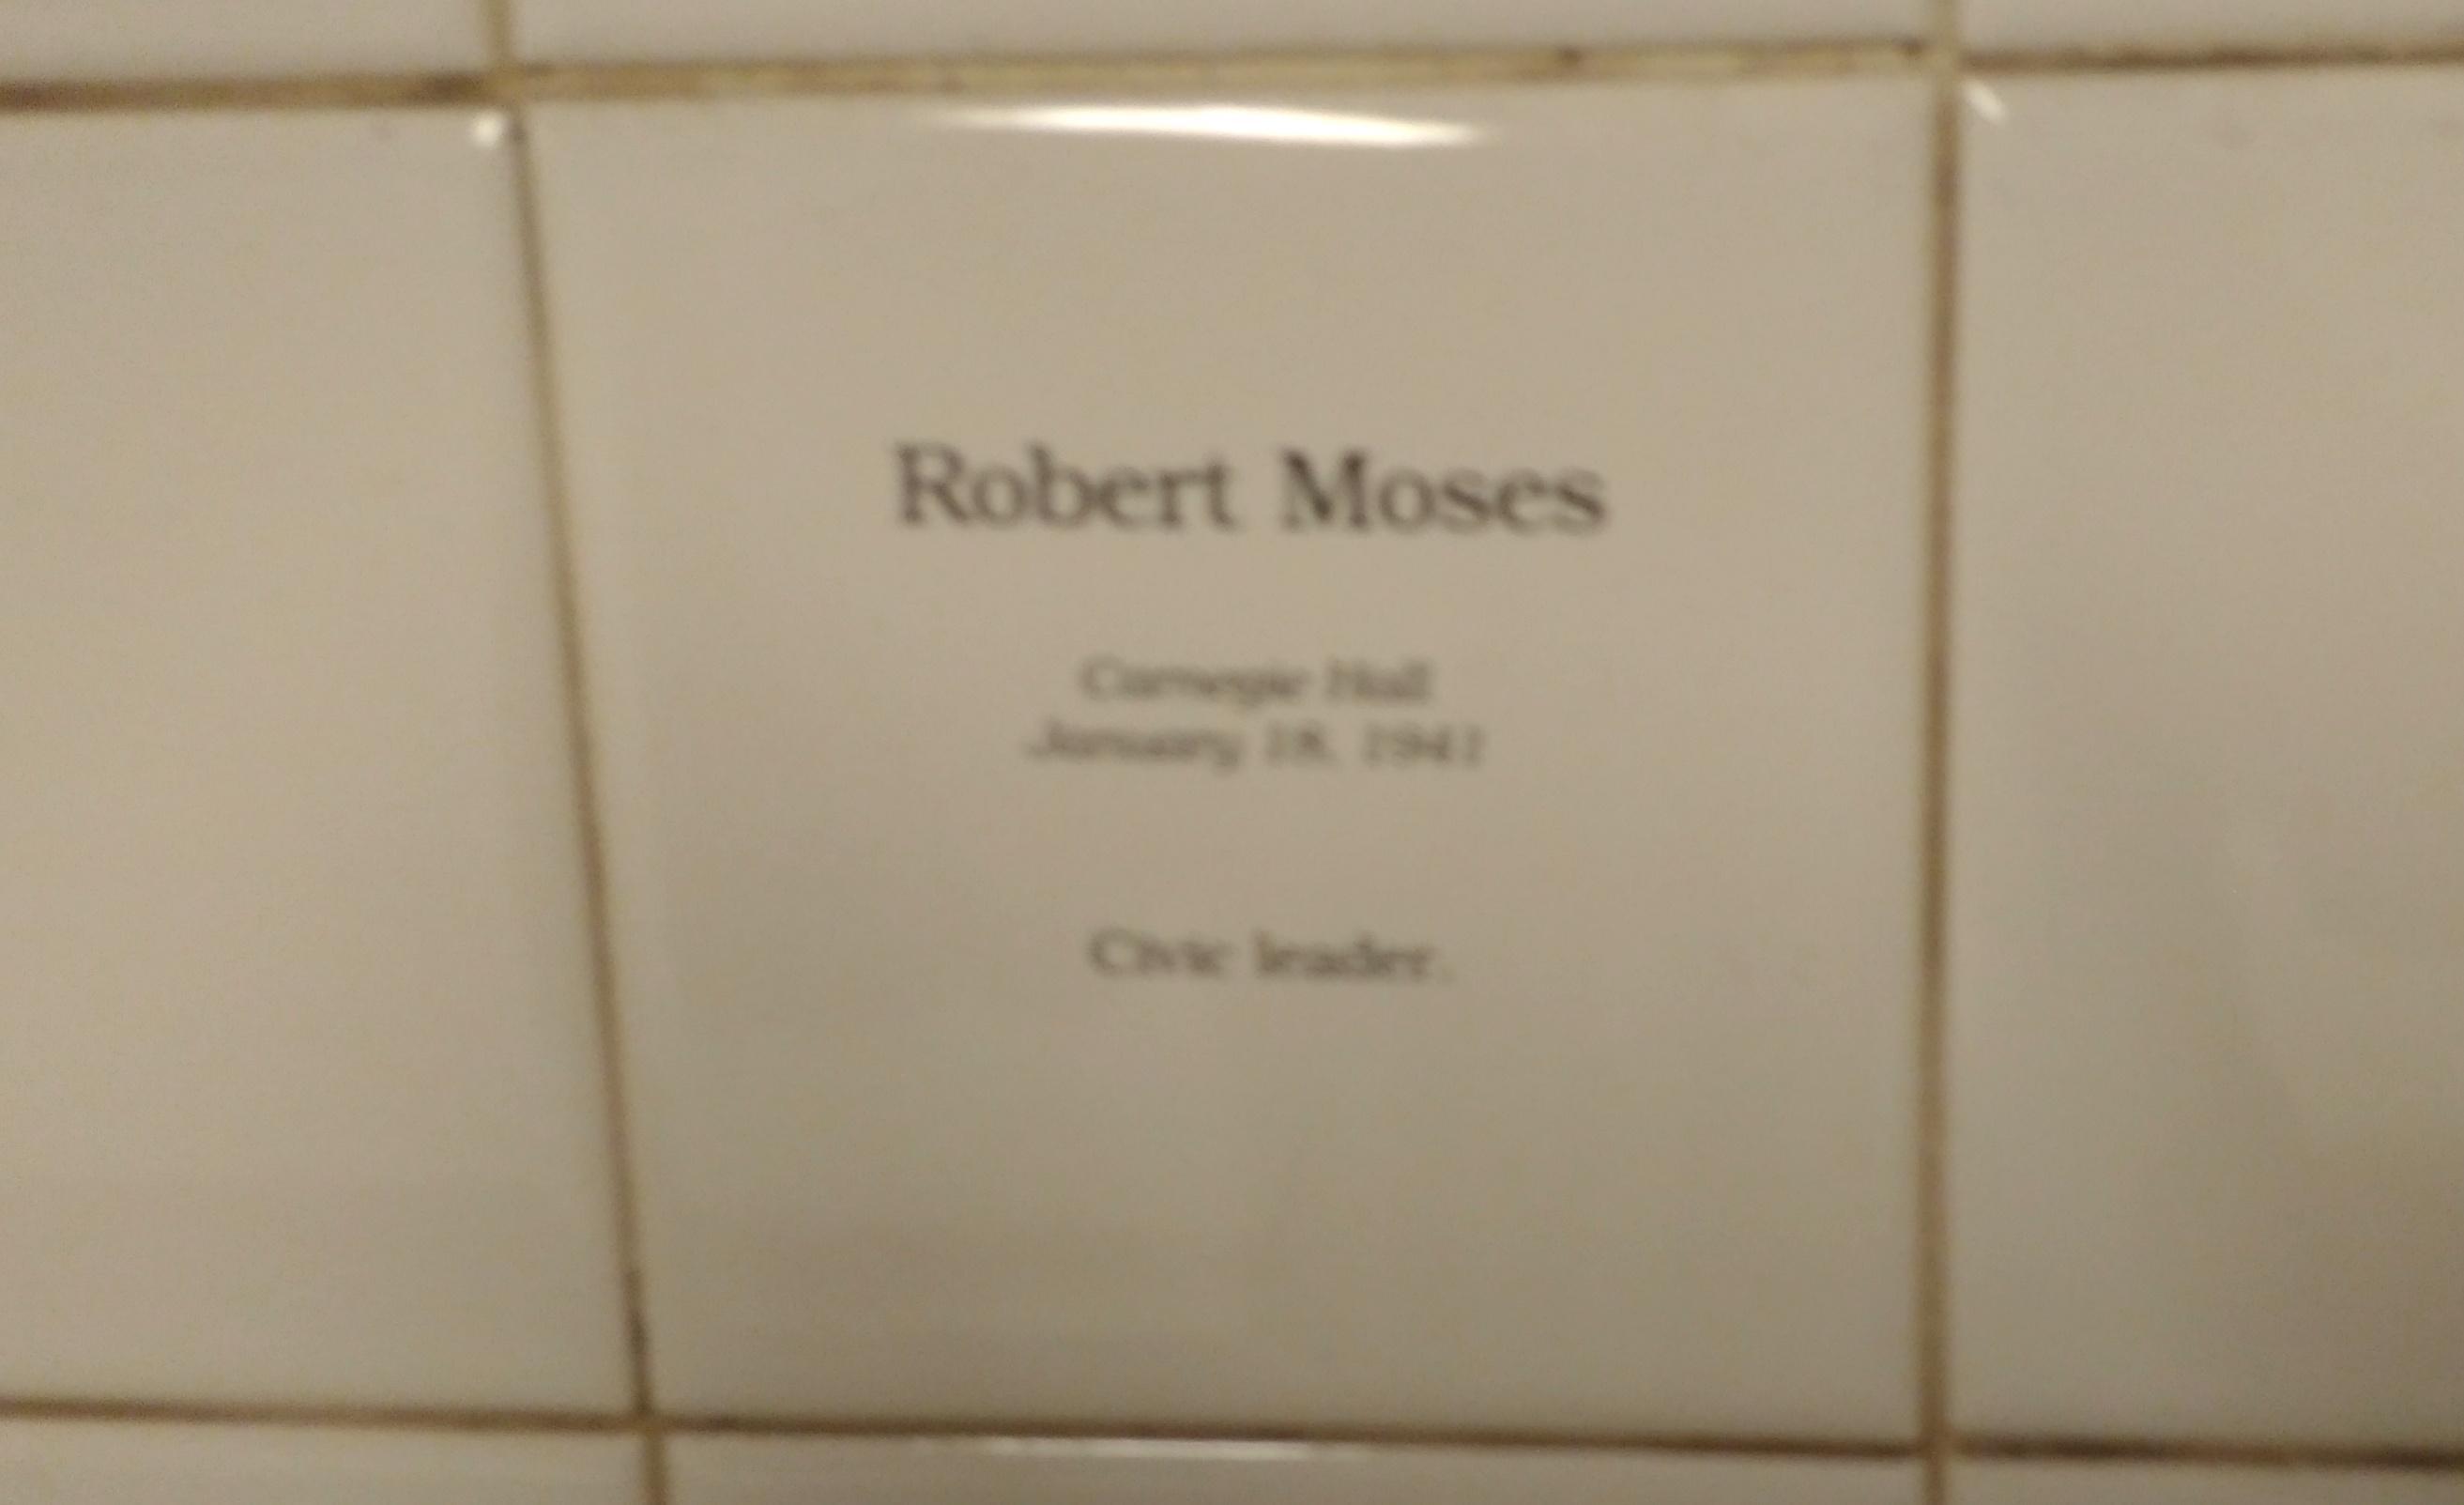 Robert Moses
Carnegie Hall
January 18, 1941
Civic leader.